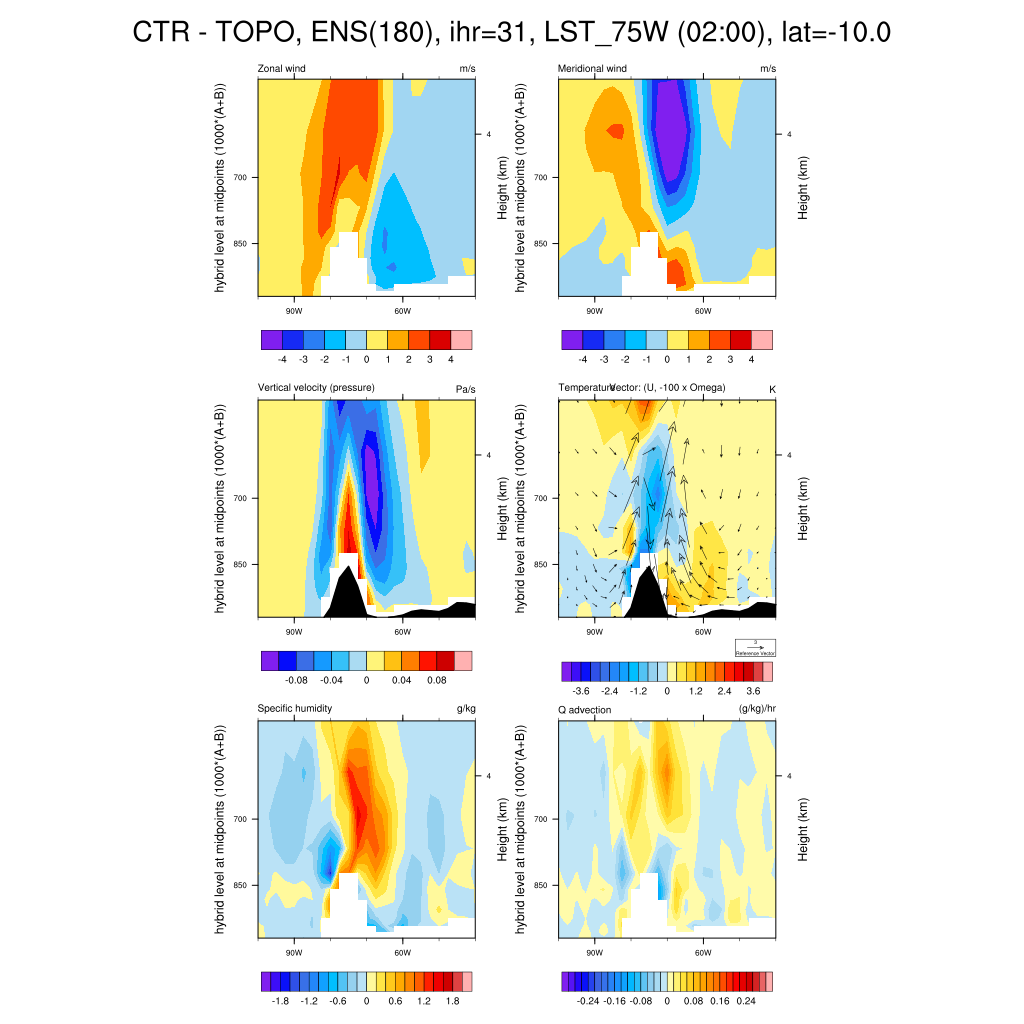 CTR - TOPO, ENS(180), ihr=31, LST_75W (02:00), lat=-10.0
Zonal wind m/s
hybrid level at midpoints (1000*(A+B))
700
850
4
Height (km)
90W 60W
-4 -3 -2 -1 0 1 2 3 4
Meridional wind m/s
hybrid level at midpoints (1000*(A+B))
700
850
4
Height (km)
90W 60W
-4 -3 -2 -1 0 1 2 3 4
Vertical velocity (pressure) Pa/s
hybrid level at midpoints (1000*(A+B))
700
850
4
Height (km)
90W 60W
-0.08 -0.04 0 0.04 0.08
Temperature Vector: (U, -100 x Omega) K
hybrid level at midpoints (1000*(A+B))
700
850
4
Height (km)
90W 60W
3
Reference Vector
-3.6 -2.4 -1.2 0 1.2 2.4 3.6
Specific humidity g/kg
hybrid level at midpoints (1000*(A+B))
700
850
4
Height (km)
90W 60W
-1.8 -1.2 -0.6 0 0.6 1.2 1.8
Q advection (g/kg)/hr
hybrid level at midpoints (1000*(A+B))
700
850
4
Height (km)
90W 60W
-0.24 -0.16 -0.08 0 0.08 0.16 0.24